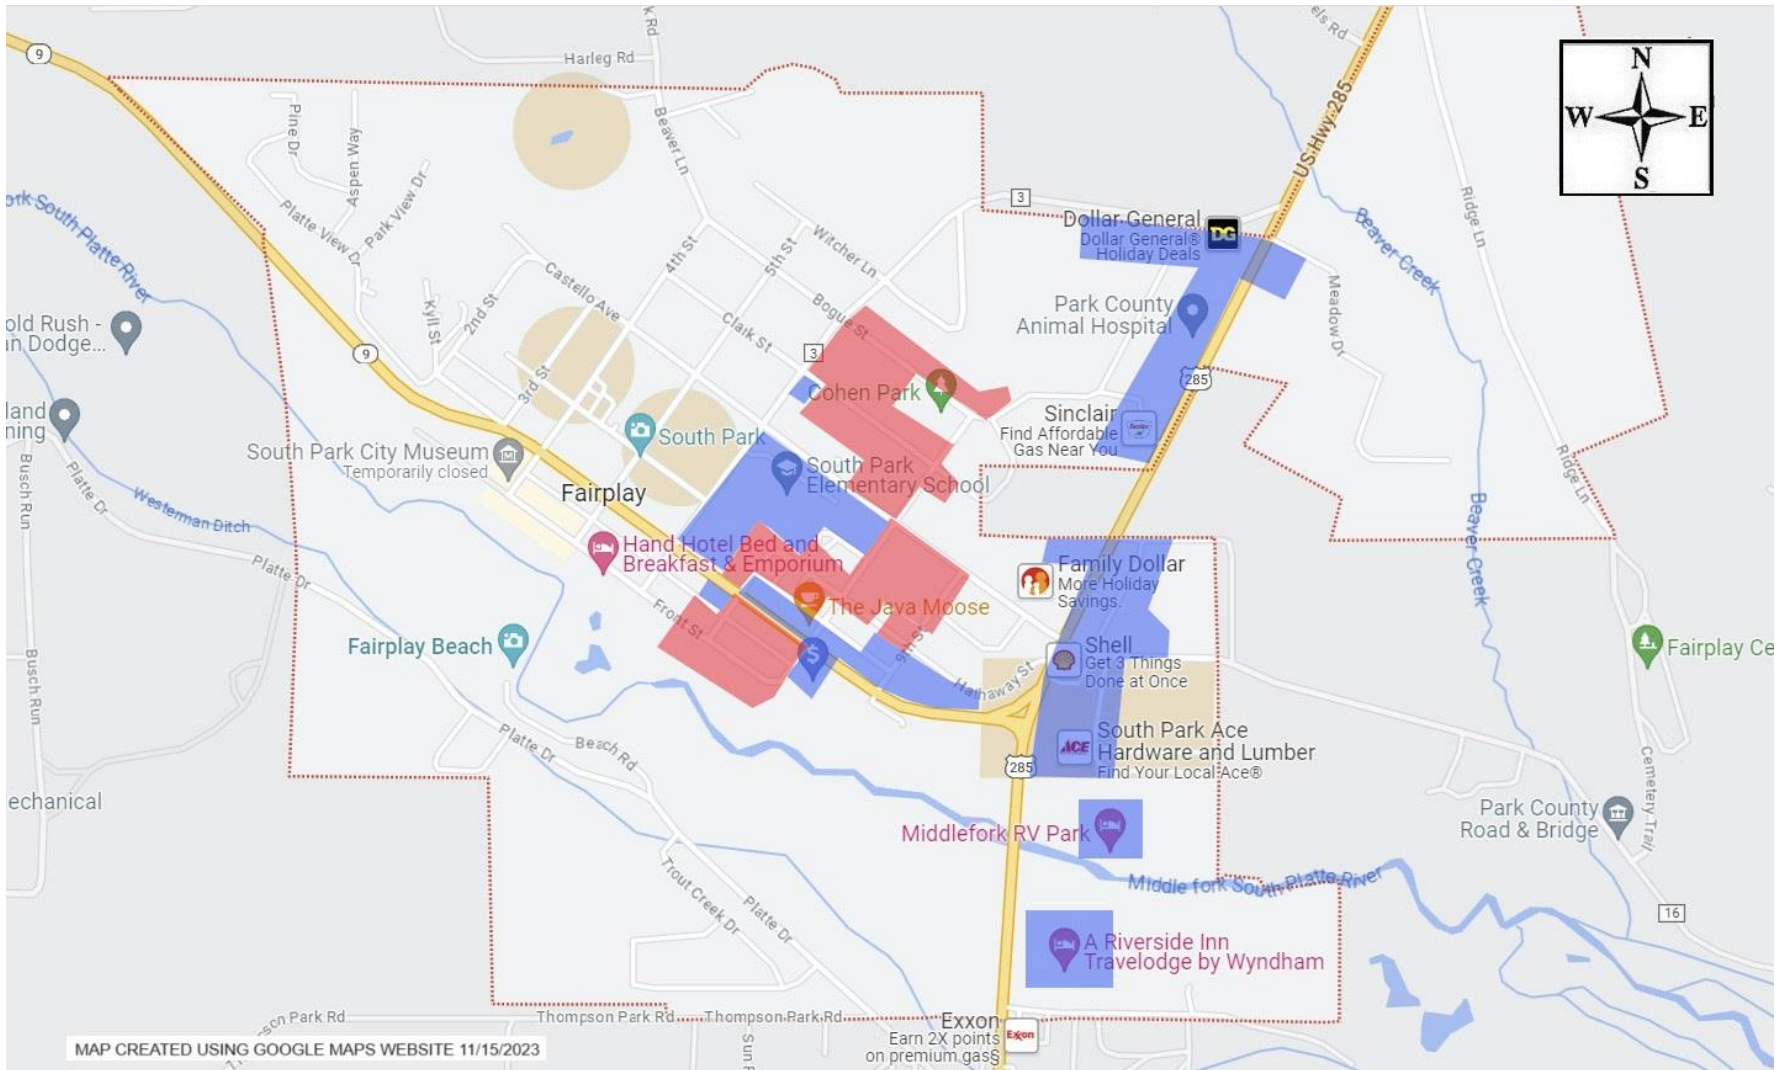 9
Harleg Rd
N
W
E
S
US Hwy 285
Pine Dr
Aspen Way
Beaver Ln
Park View Dr
Platte View Dr
3
Dollar General
DG
Dollar General®
Holiday Deals
Ridge Ln
Beaver Creek
South Platte River
4th St
5th St
Witcher Ln
Castello Ave
Bogue St
Clark St
Kyll St
2nd St
3rd St
Park County
Animal Hospital
Meadow Dr
old Rush -
an Dodge...
9
3
285
Cohen Park
Sinclair
Find Affordable
Gas Near You
land
ning
South Park City Museum
Temporarily closed
South Park
South Park
Elementary School
Fairplay
Busch Run
Platte Dr
Westerman Ditch
Ridge Ln
Beaver Creek
Hand Hotel Bed and
Breakfast & Emporium
Platte Dr
Family Dollar
More Holiday
Savings.
The Java Moose
Front St
9th St
Fairplay Beach
$
Shell
Get 3 Things
Done at Once
Hathaway St
Fairplay Ce
Busch Run
Platte Dr
Beach Rd
South Park Ace
Hardware and Lumber
Find Your Local Ace®
ACE
285
echanical
Cemetery Trail
Park County
Road & Bridge
Middlefork RV Park
Middle fork South Platte River
Trout Creek Dr
Platte Dr
16
A Riverside Inn
Travelodge by Wyndham
son Park Rd
Thompson Park Rd
Thompson Park Rd
Exxon
Earn 2X points
on premium gas§
Exxon
MAP CREATED USING GOOGLE MAPS WEBSITE 11/15/2023